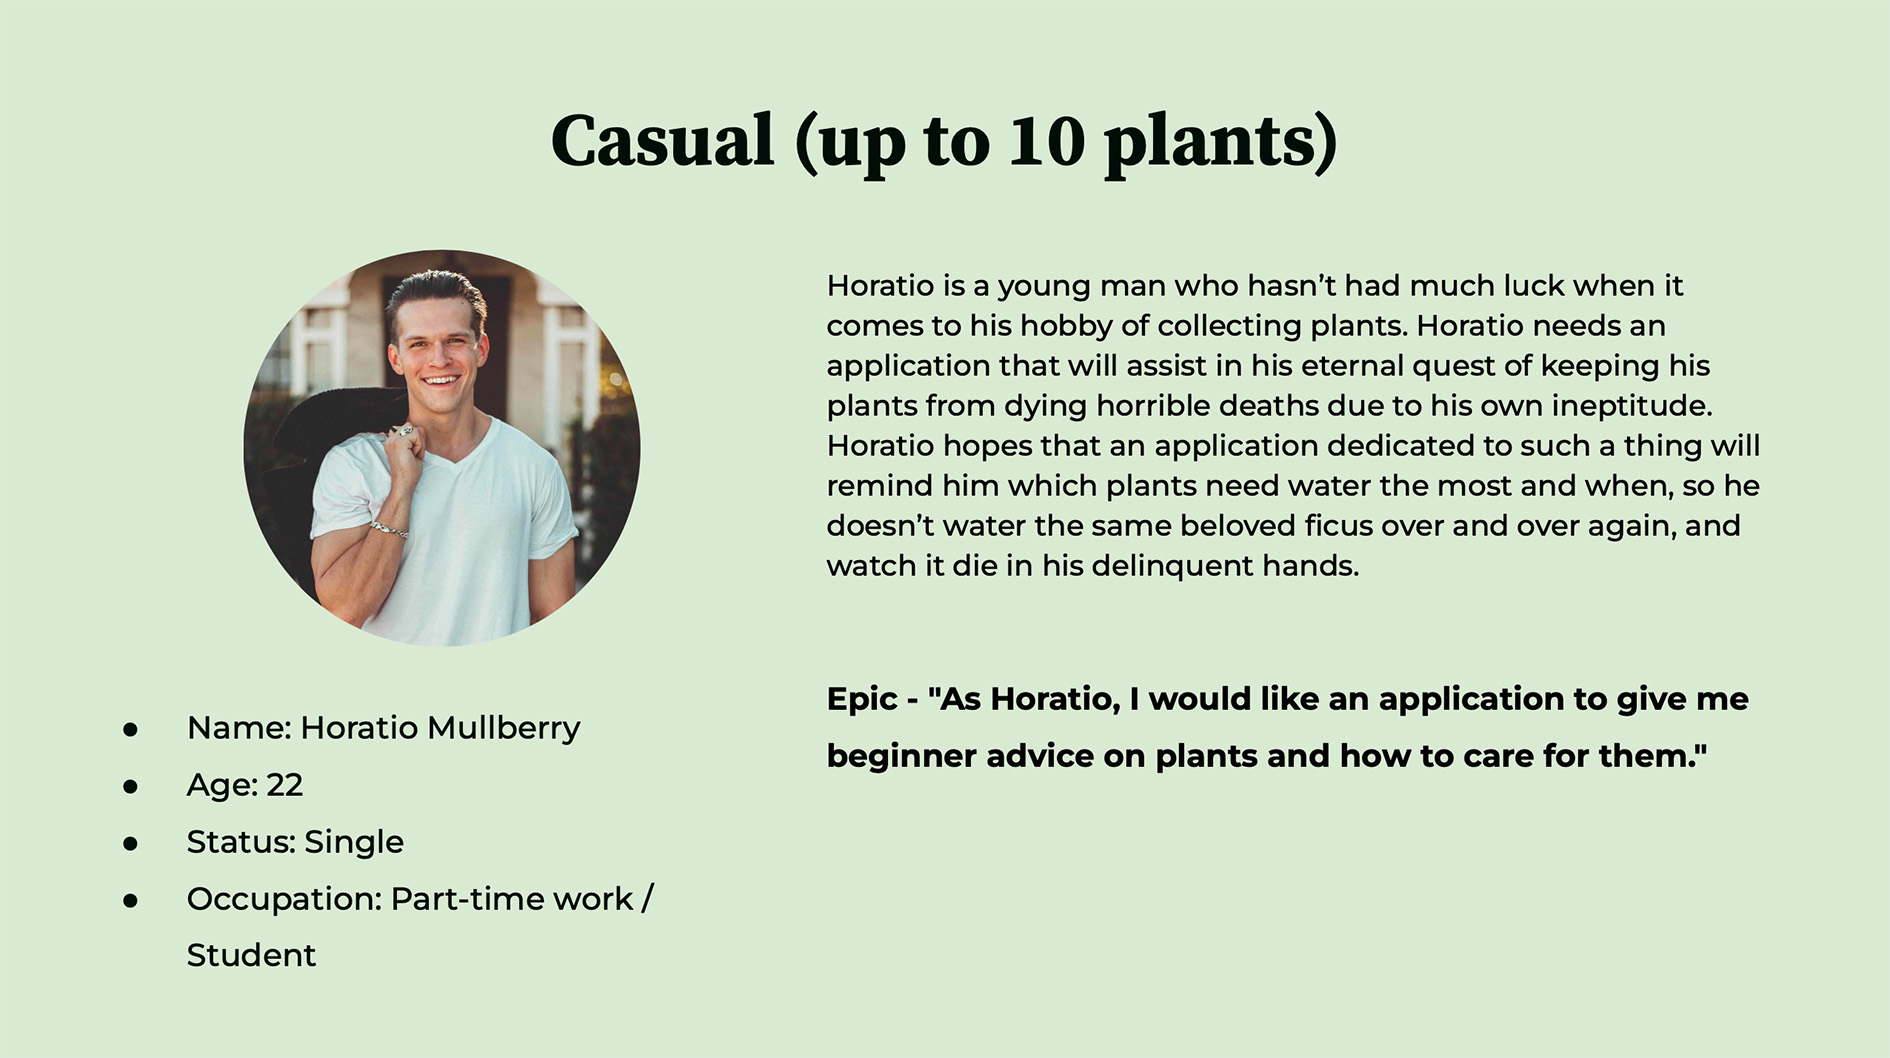 Casual (up to 10 plants)
Horatio is a young man who hasn’t had much luck when it
comes to his hobby of collecting plants. Horatio needs an
application that will assist in his eternal quest of keeping his
plants from dying horrible deaths due to his own ineptitude.
Horatio hopes that an application dedicated to such a thing will
remind him which plants need water the most and when, so he
doesn’t water the same beloved ficus over and over again, and
watch it die in his delinquent hands.
Epic - "As Horatio, I would like an application to give me
beginner advice on plants and how to care for them."
● Name: Horatio Mullberry
● Age: 22
● Status: Single
● Occupation: Part-time work /
Student